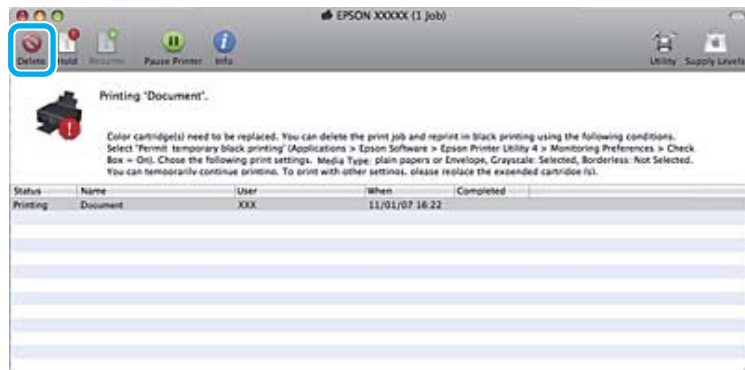 EPSON XXXXX (1 Job)
Delete Hold Resume Pause Printer Info Utility Supply Levels
Printing "Document".
Color cartridge(s) need to be replaced. You can delete the print job and reprint in black printing using the following conditions.
Select "Permit temporary black printing" (Applications > Epson Software > Epson Printer Utility 4 > Monitoring Preferences > Check
Box = On). Chose the following print settings. Media Type: plain papers or Envelope, Grayscale: Selected, Borderless: Not Selected.
You can temporarily continue printing. To print with other settings, please replace the expended cartridge (s).
Status Name User When Completed
Printing Document XXX 11/01/07 16:22